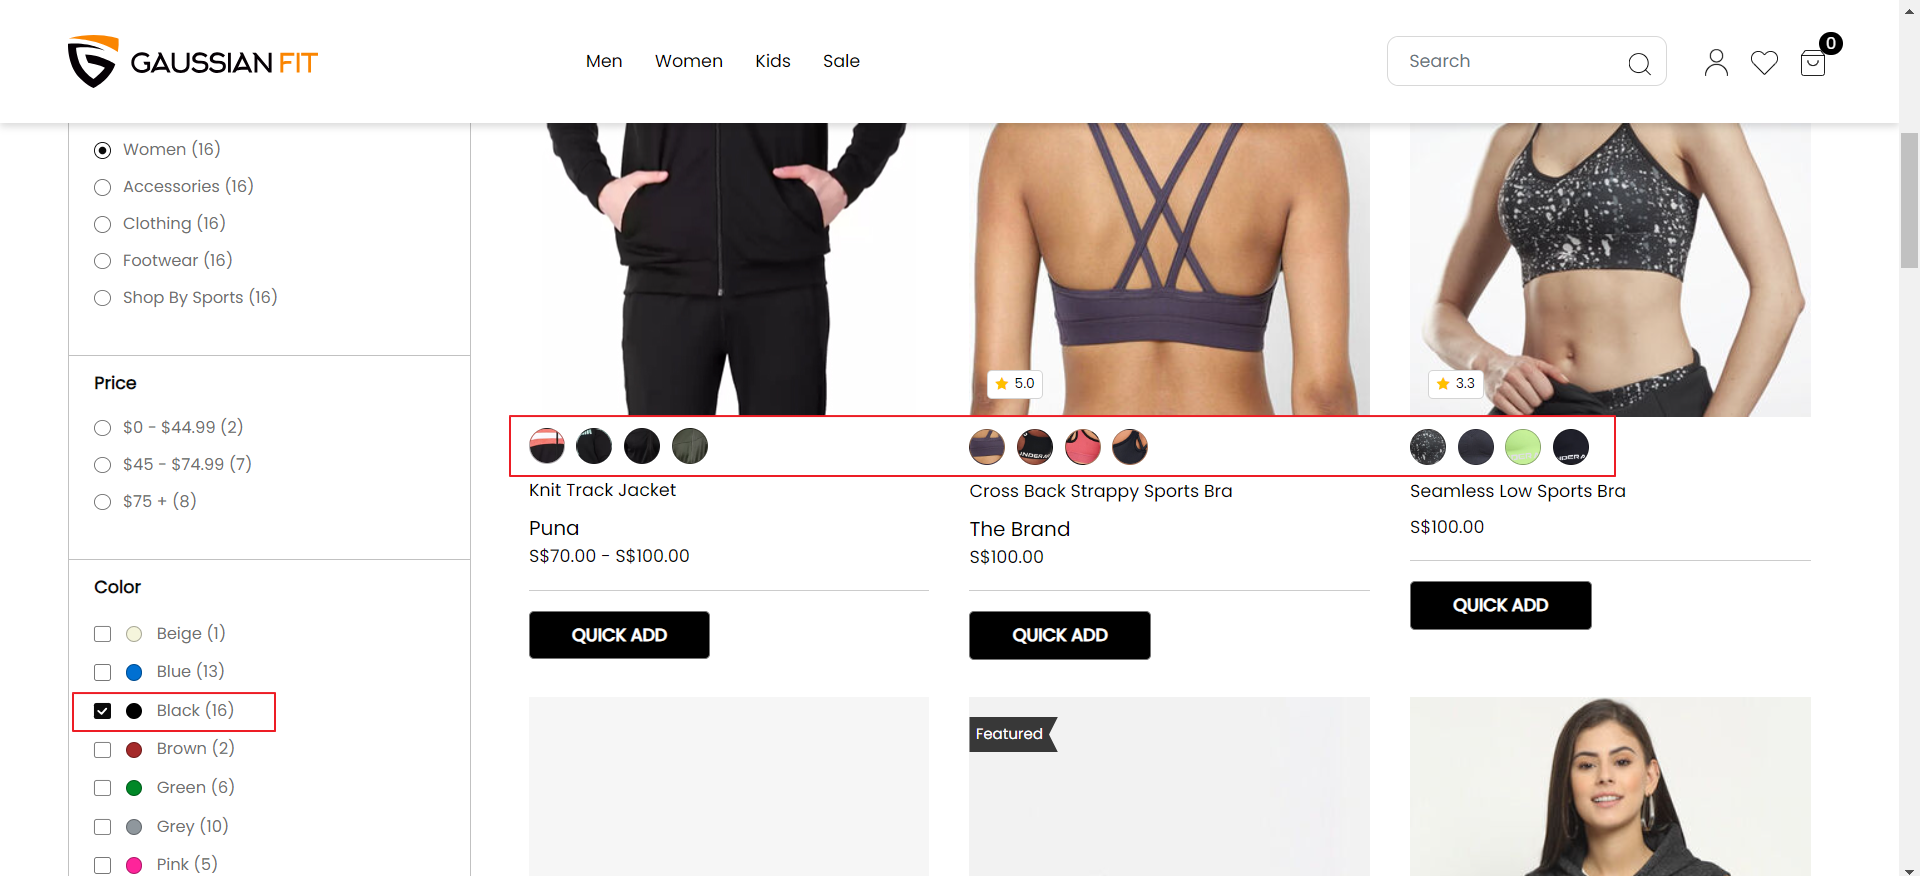 GAUSSIAN FIT
Men Women Kids Sale
Search
0
Women (16)
Accessories (16)
Clothing (16)
Footwear (16)
Shop By Sports (16)
Price
$0 - $44.99 (2)
$45 - $74.99 (7)
$75 + (8)
Color
Beige (1)
Blue (13)
Black (16)
Brown (2)
Green (6)
Grey (10)
Pink (5)
Knit Track Jacket
Puna
S$70.00 - S$100.00
QUICK ADD
5.0
Cross Back Strappy Sports Bra
The Brand
S$100.00
QUICK ADD
3.3
Seamless Low Sports Bra
S$100.00
QUICK ADD
Featured